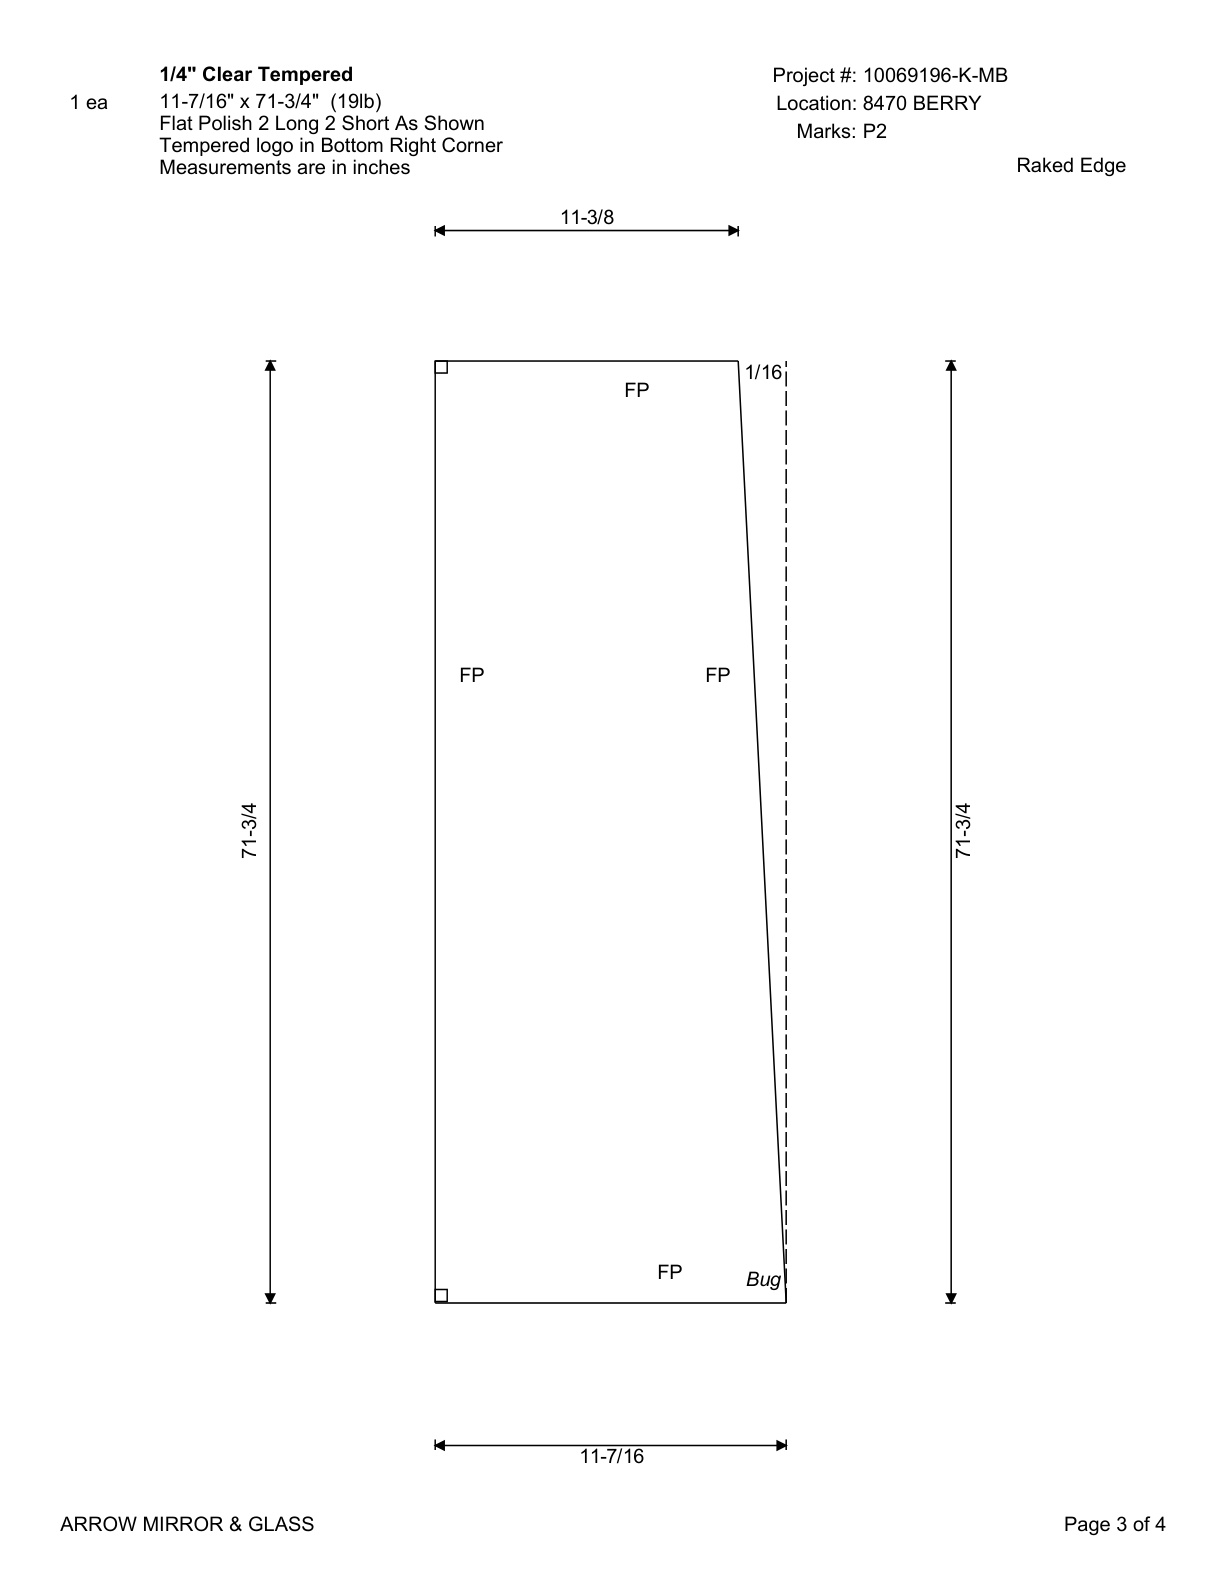 1/4" Clear Tempered
1 ea
11-7/16" x 71-3/4" (19lb)
Flat Polish 2 Long 2 Short As Shown
Tempered logo in Bottom Right Corner
Measurements are in inches
Project #: 10069196-K-MB
Location: 8470 BERRY
Marks: P2
Raked Edge
11-3/8
1/16
FP
FP
FP
71-3/4
71-3/4
FP
Bug
11-7/16
ARROW MIRROR & GLASS
Page 3 of 4